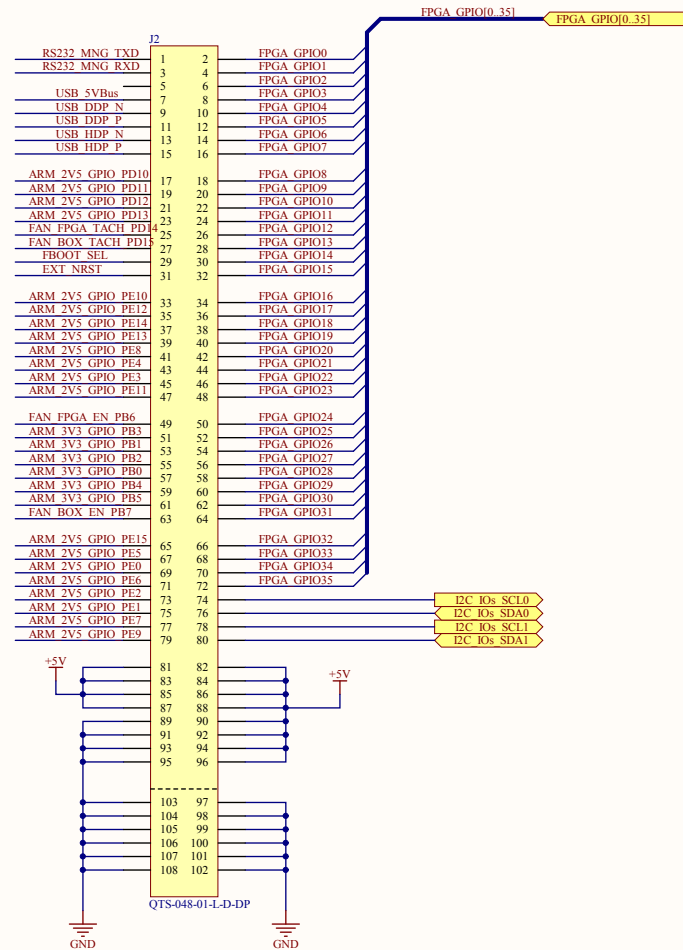 FPGA_GPIO[0..35] FPGA_GPIO[0..35]
J2
RS232_MNG_TXD 1 2 FPGA_GPIO0
RS232_MNG_RXD 3 4 FPGA_GPIO1
5 6 FPGA_GPIO2
USB_5VBus 7 8 FPGA_GPIO3
USB_DDP_N 9 10 FPGA_GPIO4
USB_DDP_P 11 12 FPGA_GPIO5
USB_HDP_N 13 14 FPGA_GPIO6
USB_HDP_P 15 16 FPGA_GPIO7
ARM_2V5_GPIO_PD10 17 18 FPGA_GPIO8
ARM_2V5_GPIO_PD11 19 20 FPGA_GPIO9
ARM_2V5_GPIO_PD12 21 22 FPGA_GPIO10
ARM_2V5_GPIO_PD13 23 24 FPGA_GPIO11
FAN_FPGA_TACH_PD14 25 26 FPGA_GPIO12
FAN_BOX_TACH_PD15 27 28 FPGA_GPIO13
FBOOT_SEL 29 30 FPGA_GPIO14
EXT_NRST 31 32 FPGA_GPIO15
ARM_2V5_GPIO_PE10 33 34 FPGA_GPIO16
ARM_2V5_GPIO_PE12 35 36 FPGA_GPIO17
ARM_2V5_GPIO_PE14 37 38 FPGA_GPIO18
ARM_2V5_GPIO_PE13 39 40 FPGA_GPIO19
ARM_2V5_GPIO_PE8 41 42 FPGA_GPIO20
ARM_2V5_GPIO_PE4 43 44 FPGA_GPIO21
ARM_2V5_GPIO_PE3 45 46 FPGA_GPIO22
ARM_2V5_GPIO_PE11 47 48 FPGA_GPIO23
FAN_FPGA_EN_PB6 49 50 FPGA_GPIO24
ARM_3V3_GPIO_PB3 51 52 FPGA_GPIO25
ARM_3V3_GPIO_PB1 53 54 FPGA_GPIO26
ARM_3V3_GPIO_PB2 55 56 FPGA_GPIO27
ARM_3V3_GPIO_PB0 57 58 FPGA_GPIO28
ARM_3V3_GPIO_PB4 59 60 FPGA_GPIO29
ARM_3V3_GPIO_PB5 61 62 FPGA_GPIO30
FAN_BOX_EN_PB7 63 64 FPGA_GPIO31
ARM_2V5_GPIO_PE15 65 66 FPGA_GPIO32
ARM_2V5_GPIO_PE5 67 68 FPGA_GPIO33
ARM_2V5_GPIO_PE0 69 70 FPGA_GPIO34
ARM_2V5_GPIO_PE6 71 72 FPGA_GPIO35
ARM_2V5_GPIO_PE2 73 74 I2C_IOs_SCL0
ARM_2V5_GPIO_PE1 75 76 I2C_IOs_SDA0
ARM_2V5_GPIO_PE7 77 78 I2C_IOs_SCL1
ARM_2V5_GPIO_PE9 79 80 I2C_IOs_SDA1
+5V 81 82
83 84 +5V
85 86
87 88
89 90
91 92
93 94
95 96
103 97
104 98
105 99
106 100
107 101
108 102
QTS-048-01-L-D-DP
GND GND